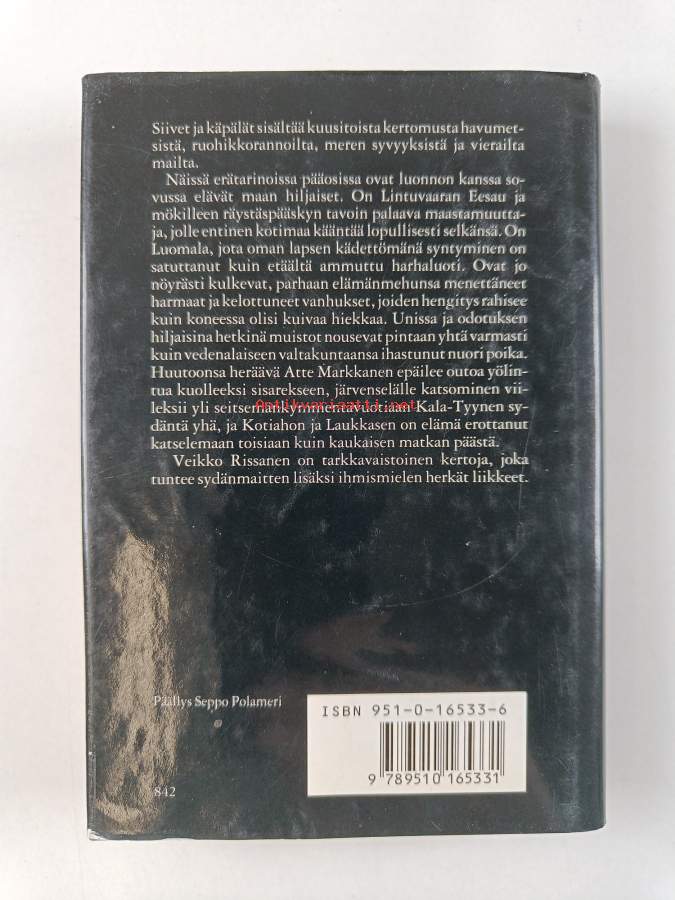 Siivet ja käpälät sisältää kuusitoista kertomusta havumet-
sistä, ruohikkorannoilta, meren syvyyksistä ja vierailta
mailta.
Näissä erätarinoissa pääosissa ovat luonnon kanssa so-
vussa elävät maan hiljaiset. On Lintuvaaran Eesau ja
mökilleen räystäspääskyn tavoin palaava maastamuutta-
ja, jolle entinen kotimaa kääntää lopullisesti selkänsä. On
Luomala, jota oman lapsen kädettömänä syntyminen on
satuttanut kuin etäältä ammuttu harhaluoti. Ovat jo
nöyrästi kulkevat, parhaan elämänmehunsa menettäneet
harmaat ja kelottuneet vanhukset, joiden hengitys rahisee
kuin koneessa olisi kuivaa hiekkaa. Unissa ja odotuksen
hiljaisina hetkinä muistot nousevat pintaan yhtä varmasti
kuin vedenalaiseen valtakuntaansa ihastunut nuori poika.
Huutoonsa heräävä Atte Markkanen epäilee outoa yölin-
tua kuolleeksi sisarekseen, järvenselälle katsominen vii-
leksii yli seitsemänkymmentävuotiaan Kala-Tyynen sy-
däntä yhä, ja Kotiahon ja Laukkasen on elämä erottanut
katselemaan toisiaan kuin kaukaisen matkan päästä.
Veikko Rissanen on tarkkavaistoinen kertoja, joka
tuntee sydänmaitten lisäksi ihmismielen herkät liikkeet.
Antikvariaatti.net
Päällys Seppo Polameri
ISBN 951-0-16533-6
9 789510 165331
842